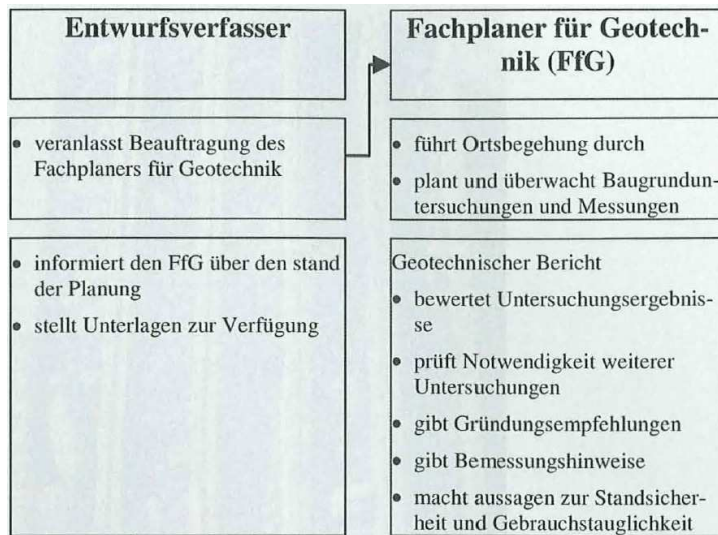 Entwurfsverfasser
veranlasst Beauftragung des
Fachplaners für Geotechnik
informiert den FfG über den stand
der Planung
stellt Unterlagen zur Verfügung
Fachplaner für Geotech-
nik (FfG)
führt Ortsbegehung durch
plant und überwacht Baugrundun-
tersuchungen und Messungen
Geotechnischer Bericht
bewertet Untersuchungsergebnis-
se
prüft Notwendigkeit weiterer
Untersuchungen
gibt Gründungsempfehlungen
gibt Bemessungshinweise
macht aussagen zur Standsicher-
heit und Gebrauchstauglichkeit